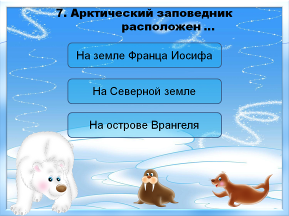 7. Арктический заповедник
расположен ...
На земле Франца Иосифа
На Северной земле
На острове Врангеля